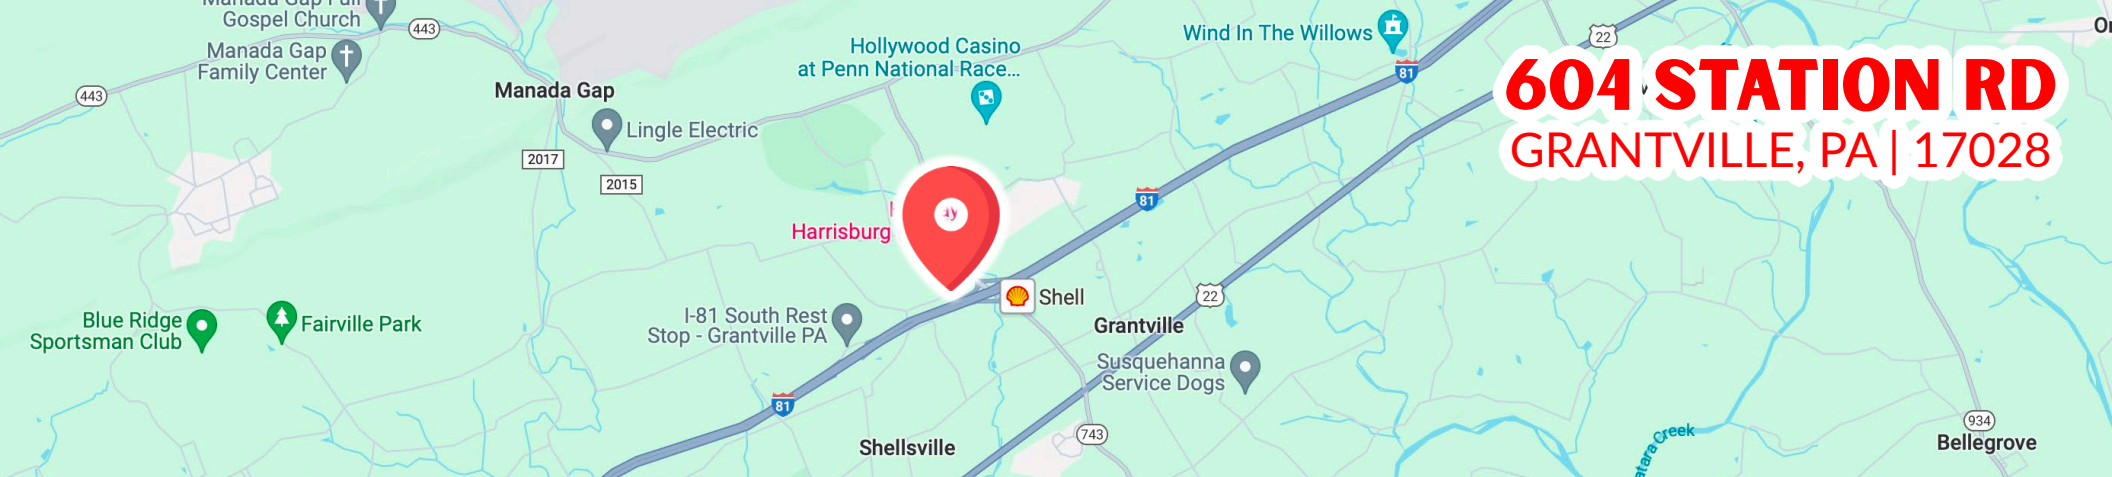 Gospel Church
443
Manada Gap
Family Center
443
Manada Gap
Lingle Electric
2017
2015
Hollywood Casino
at Penn National Race...
Wind In The Willows
81
22
604 STATION RD
GRANTVILLE, PA | 17028
81
Harrisburg
Shell
22
Grantville
I-81 South Rest
Stop - Grantville PA
Blue Ridge
Sportsman Club
Fairville Park
Susquehanna
Service Dogs
81
Shellsville
743
934
Bellegrove
Creek